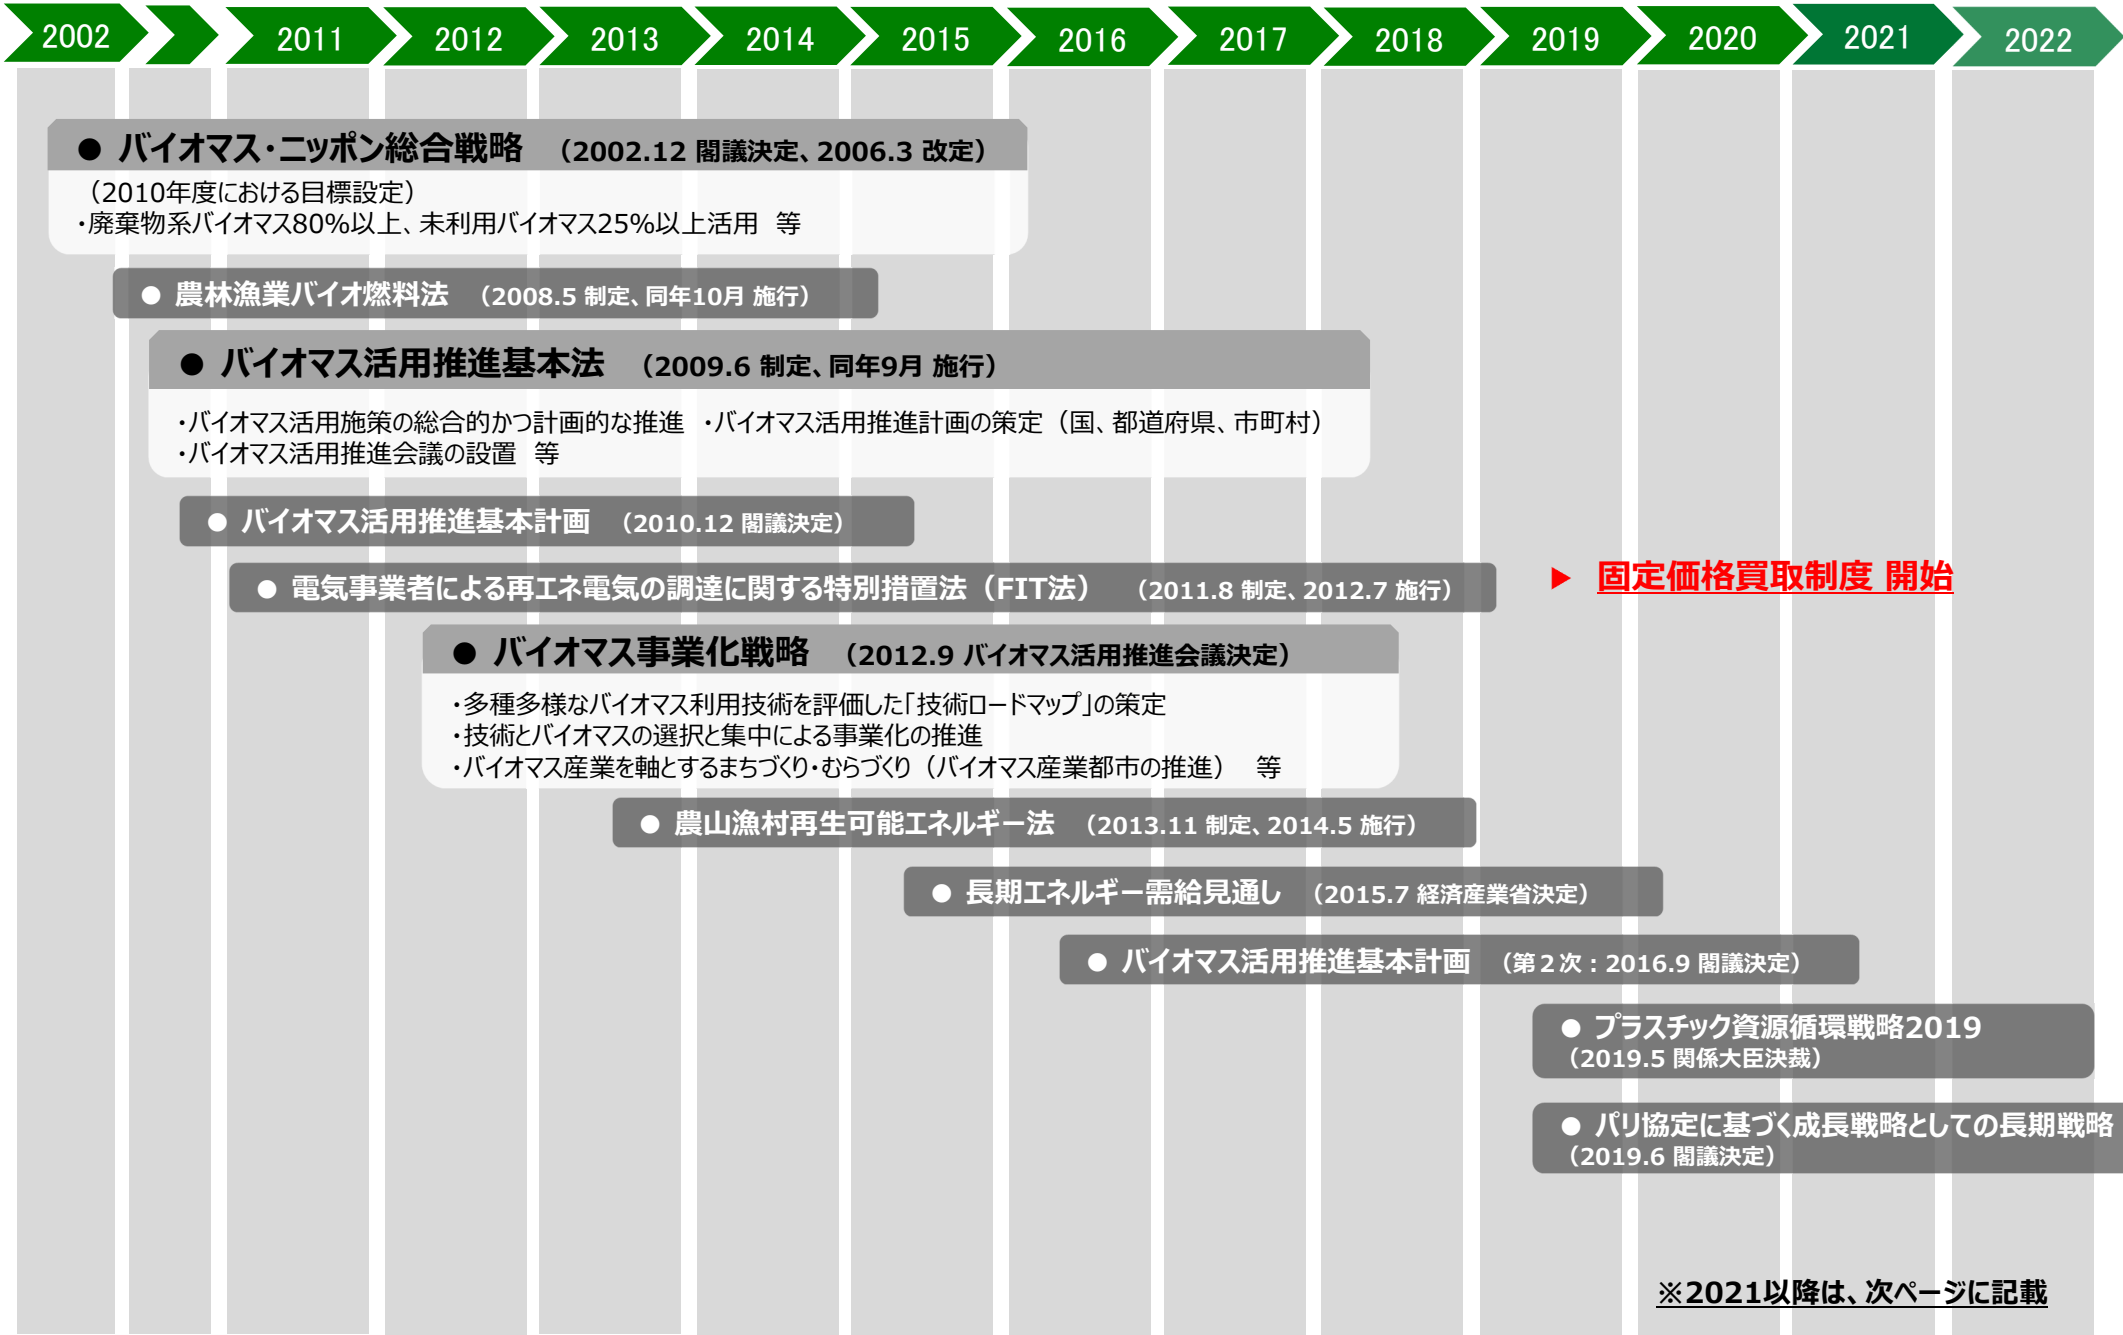 2002 2011 2012 2013 2014 2015 2016 2017 2018 2019 2020 2021 2022
● バイオマス・ニッポン総合戦略 （2002.12 閣議決定、2006.3 改定）
（2010年度における目標設定）
・廃棄物系バイオマス80%以上、未利用バイオマス25%以上活用 等
● 農林漁業バイオ燃料法 （2008.5 制定、同年10月 施行）
● バイオマス活用推進基本法 （2009.6 制定、同年9月 施行）
・バイオマス活用施策の総合的かつ計画的な推進 ・バイオマス活用推進計画の策定（国、都道府県、市町村）
・バイオマス活用推進会議の設置 等
● バイオマス活用推進基本計画 （2010.12 閣議決定）
● 電気事業者による再エネ電気の調達に関する特別措置法（FIT法） （2011.8 制定、2012.7 施行）
▶ 固定価格買取制度 開始
● バイオマス事業化戦略 （2012.9 バイオマス活用推進会議決定）
・多種多様なバイオマス利用技術を評価した「技術ロードマップ」の策定
・技術とバイオマスの選択と集中による事業化の推進
・バイオマス産業を軸とするまちづくり・むらづくり（バイオマス産業都市の推進） 等
● 農山漁村再生可能エネルギー法 （2013.11 制定、2014.5 施行）
● 長期エネルギー需給見通し （2015.7 経済産業省決定）
● バイオマス活用推進基本計画 （第２次：2016.9 閣議決定）
● プラスチック資源循環戦略2019
（2019.5 関係大臣決裁）
● パリ協定に基づく成長戦略としての長期戦略
（2019.6 閣議決定）
※2021以降は、次ページに記載